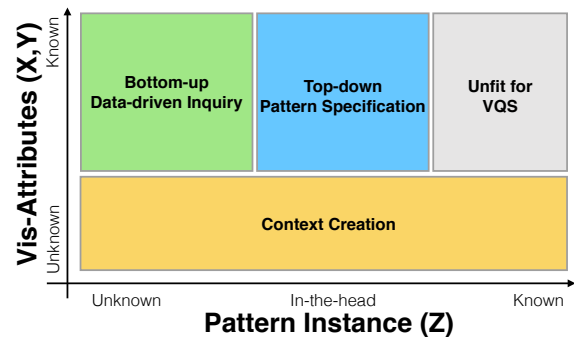 Vis-Attributes (X,Y)
Known
Unknown
Bottom-up
Data-driven Inquiry
Top-down
Pattern Specification
Unfit for
VQS
Context Creation
Unknown
In-the-head
Known
Pattern Instance (Z)